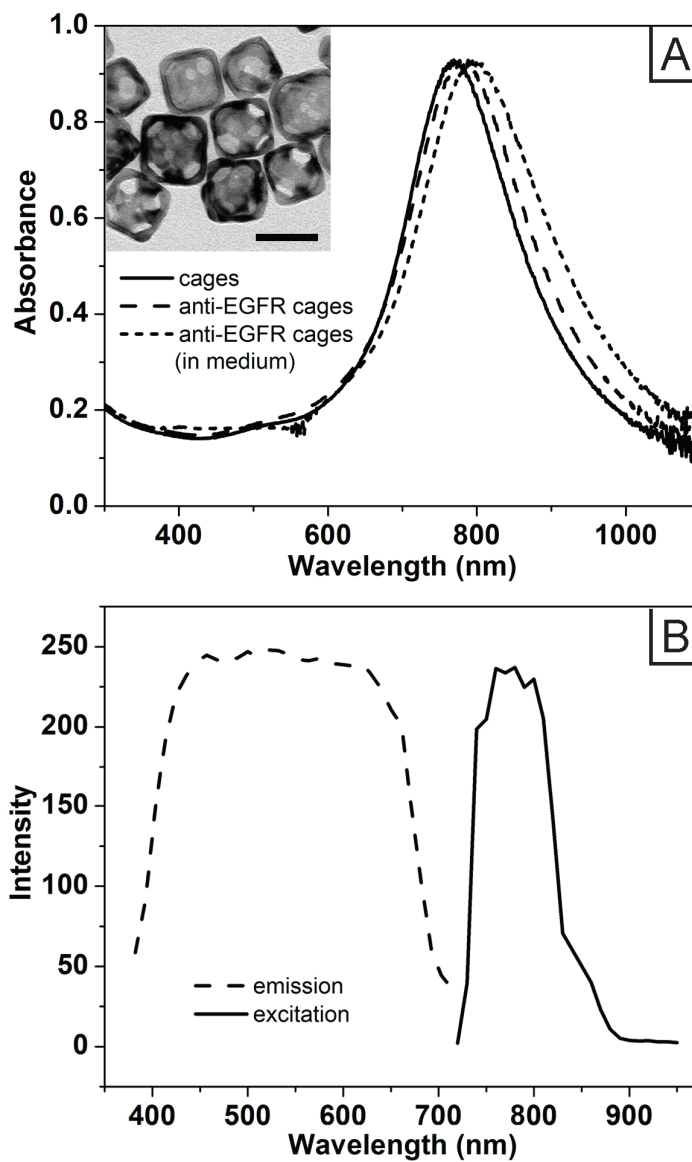 A
1.0
0.8
0.6
0.4
0.2
0.0
Absorbance
cages
anti-EGFR cages
anti-EGFR cages
(in medium)
400 600 800 1000
Wavelength (nm)
B
250
200
150
100
50
0
Intensity
emission
excitation
400 500 600 700 800 900
Wavelength (nm)